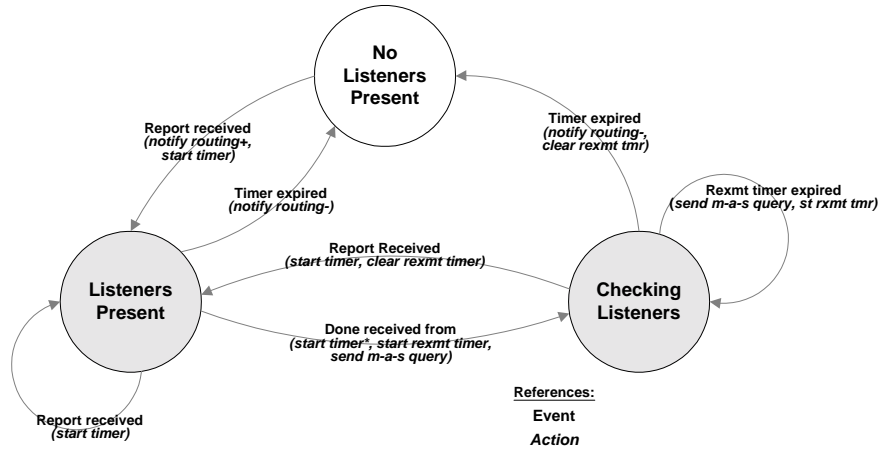 No
Listeners
Present
Report received
(notify routing+,
start timer)
Timer expired
(notify routing-,
clear rexmt tmr)
Timer expired
(notify routing-)
Rexmt timer expired
(send m-a-s query, st rxmt tmr)
Report Received
(start timer, clear rexmt timer)
Listeners
Present
Checking
Listeners
Done received from
(start timer*, start rexmt timer,
send m-a-s query)
Report received
(start timer)
References:
Event
Action